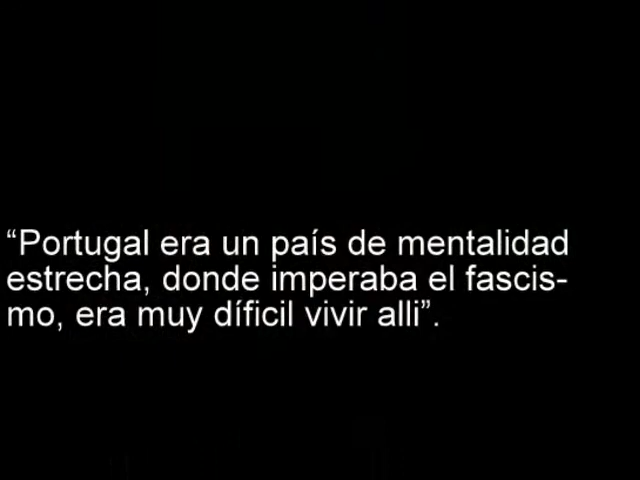 “Portugal era un país de mentalidad
estrecha, donde imperaba el fascis-
mo, era muy díficil vivir alli”.